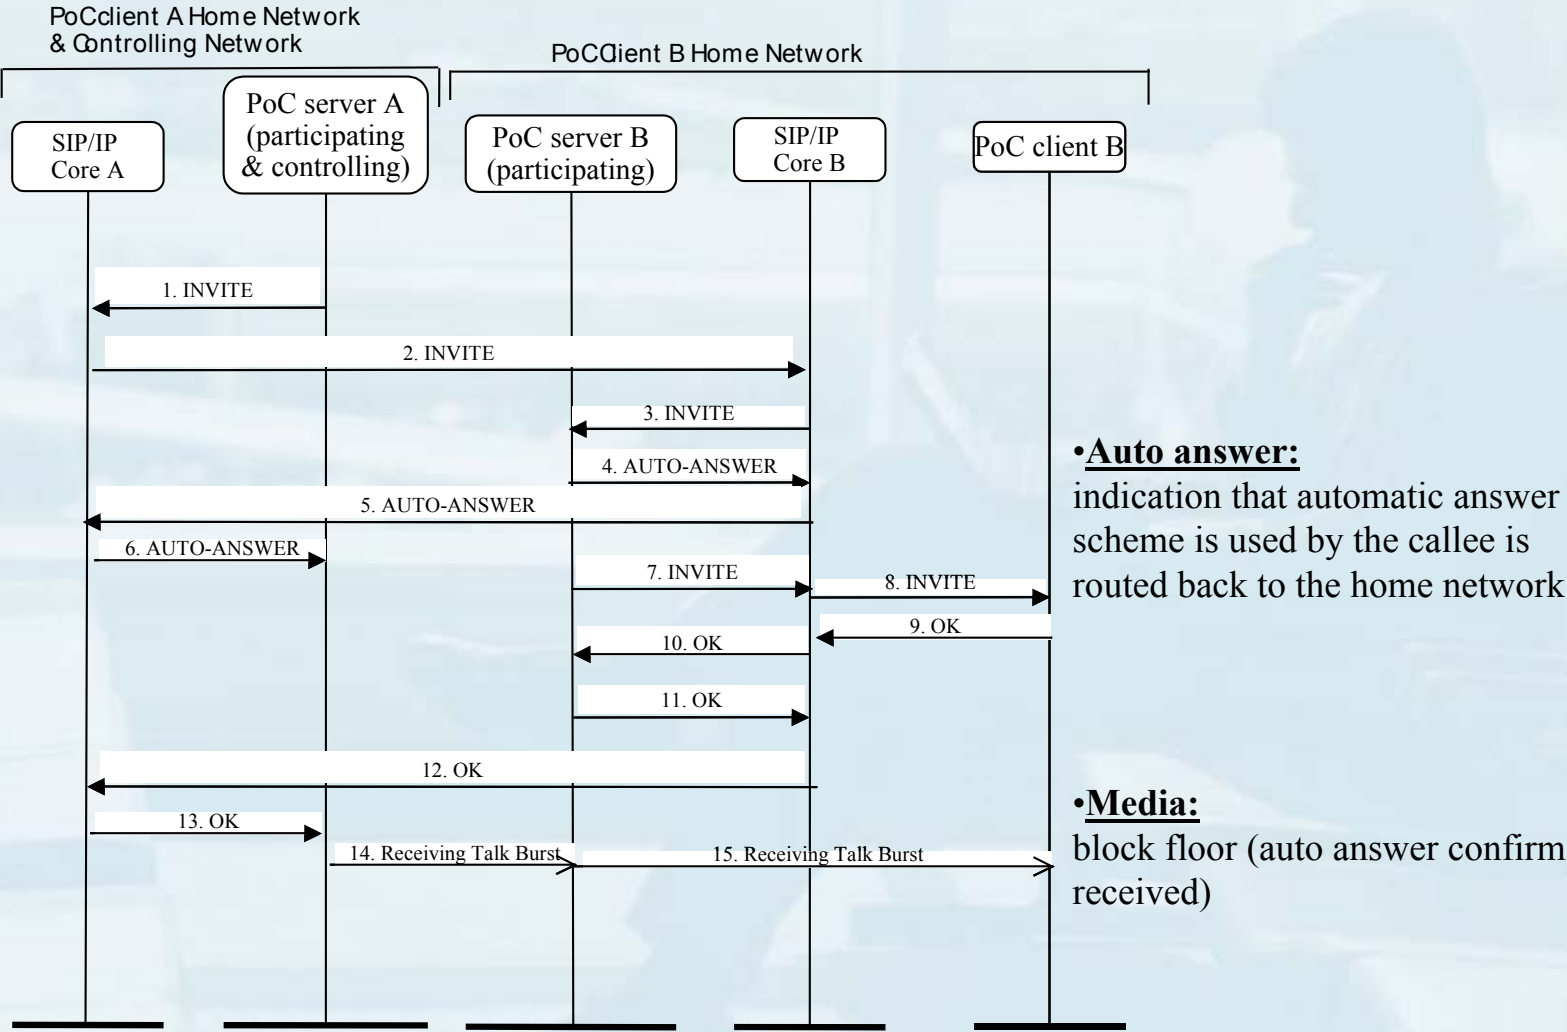 PoCclient A Home Network
& Controlling Network
PoCClient B Home Network
SIP/IP
Core A
PoC server A
(participating
& controlling)
PoC server B
(participating)
SIP/IP
Core B
PoC client B
1. INVITE
2. INVITE
3. INVITE
4. AUTO-ANSWER
5. AUTO-ANSWER
6. AUTO-ANSWER
7. INVITE
8. INVITE
9. OK
10. OK
11. OK
12. OK
13. OK
14. Receiving Talk Burst
15. Receiving Talk Burst
•Auto answer:
indication that automatic answer
scheme is used by the callee is
routed back to the home network
•Media:
block floor (auto answer confirm
received)